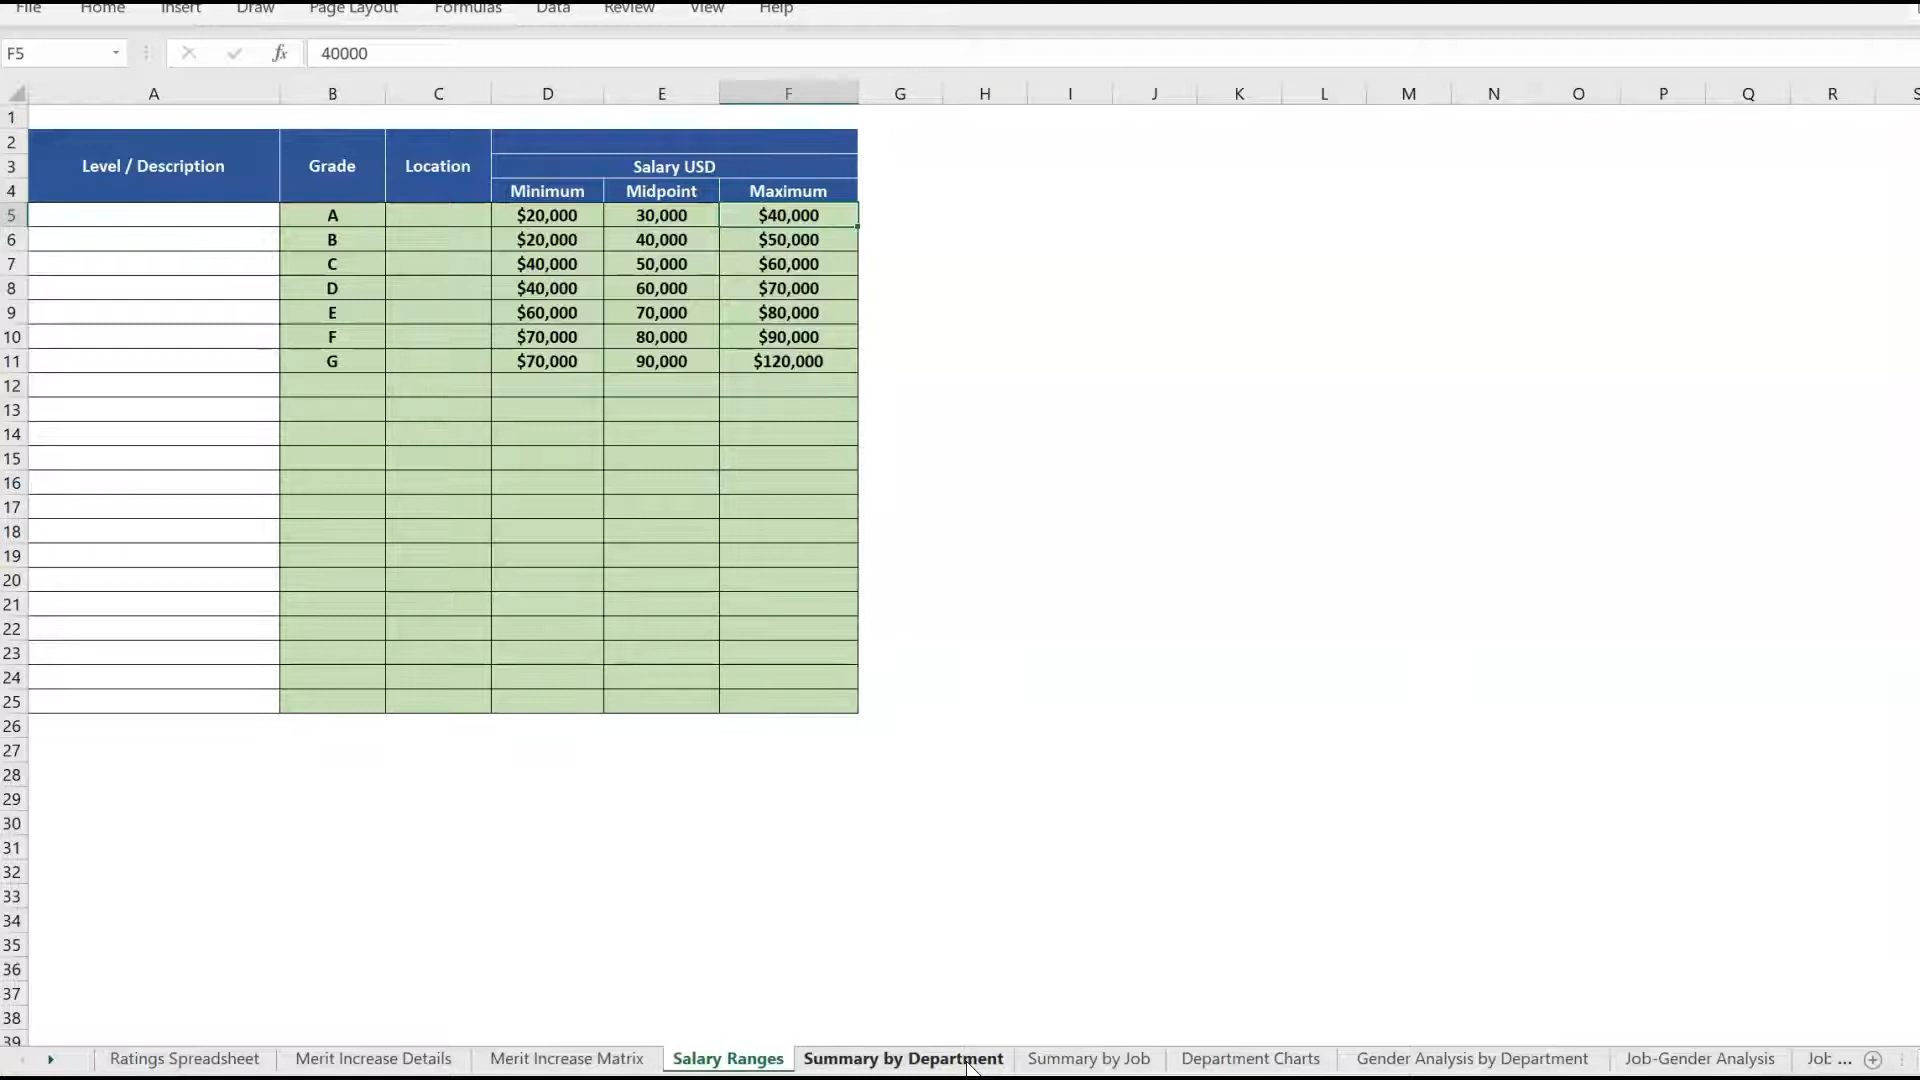 File Home Insert Draw Page Layout Formulas Data Review View Help
F5 fx 40000
A B C D E F G H I J K L M N O P Q R S
1
2
Level / Description Grade Location
3 Salary USD
4 Minimum Midpoint Maximum
5 A $20,000 30,000 $40,000
6 B $20,000 40,000 $50,000
7 C $40,000 50,000 $60,000
8 D $40,000 60,000 $70,000
9 E $60,000 70,000 $80,000
10 F $70,000 80,000 $90,000
11 G $70,000 90,000 $120,000
12
13
14
15
16
17
18
19
20
21
22
23
24
25
26
27
28
29
30
31
32
33
34
35
36
37
38
39
Ratings Spreadsheet Merit Increase Details Merit Increase Matrix Salary Ranges Summary by Department Summary by Job Department Charts Gender Analysis by Department Job-Gender Analysis Job ...